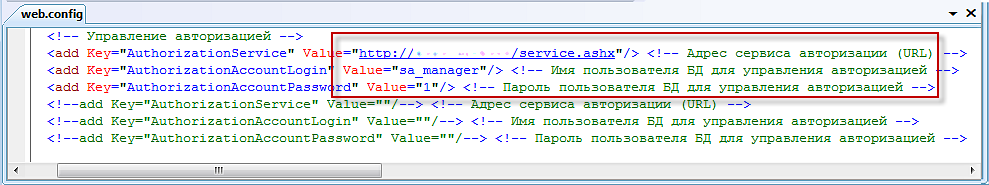 web.config
<!-- Управление авторизацией -->
<add Key="AuthorizationService" Value="http:// /service.ashx"/> <!-- Адрес сервиса авторизации (URL) -->
<add Key="AuthorizationAccountLogin" Value="sa_manager"/> <!-- Имя пользователя БД для управления авторизацией -->
<add Key="AuthorizationAccountPassword" Value="1"/> <!-- Пароль пользователя БД для управления авторизацией -->
<!--add Key="AuthorizationService" Value=""/--> <!-- Адрес сервиса авторизации (URL) -->
<!--add Key="AuthorizationAccountLogin" Value=""/--> <!-- Имя пользователя БД для управления авторизацией -->
<!--add Key="AuthorizationAccountPassword" Value=""/--> <!-- Пароль пользователя БД для управления авторизацией -->